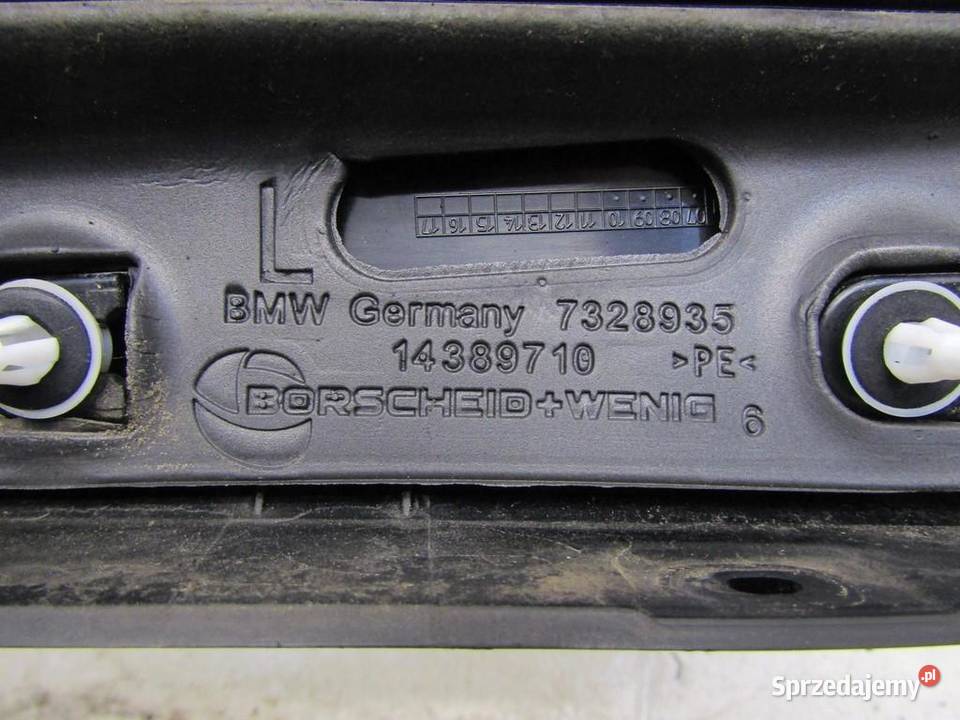 17 16 15 14 13 12 11 10 09 08 07
L
BMW Germany 7328935
14389710 >PE<
BORSCHEID+WENIG 6
Sprzedajemy.pl